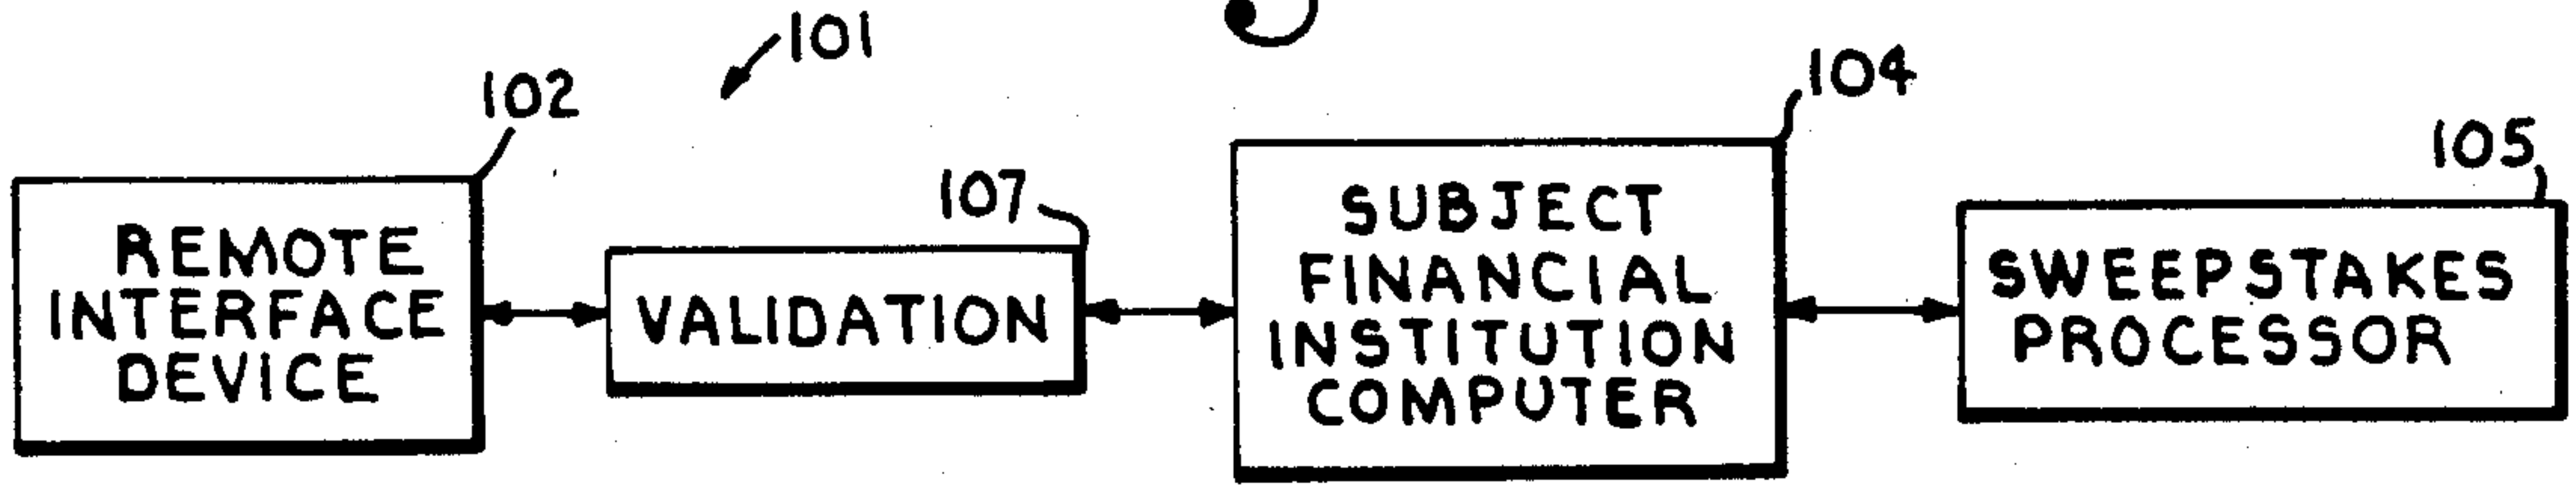 101
102
REMOTE
INTERFACE
DEVICE
107
VALIDATION
104
SUBJECT
FINANCIAL
INSTITUTION
COMPUTER
105
SWEEPSTAKES
PROCESSOR